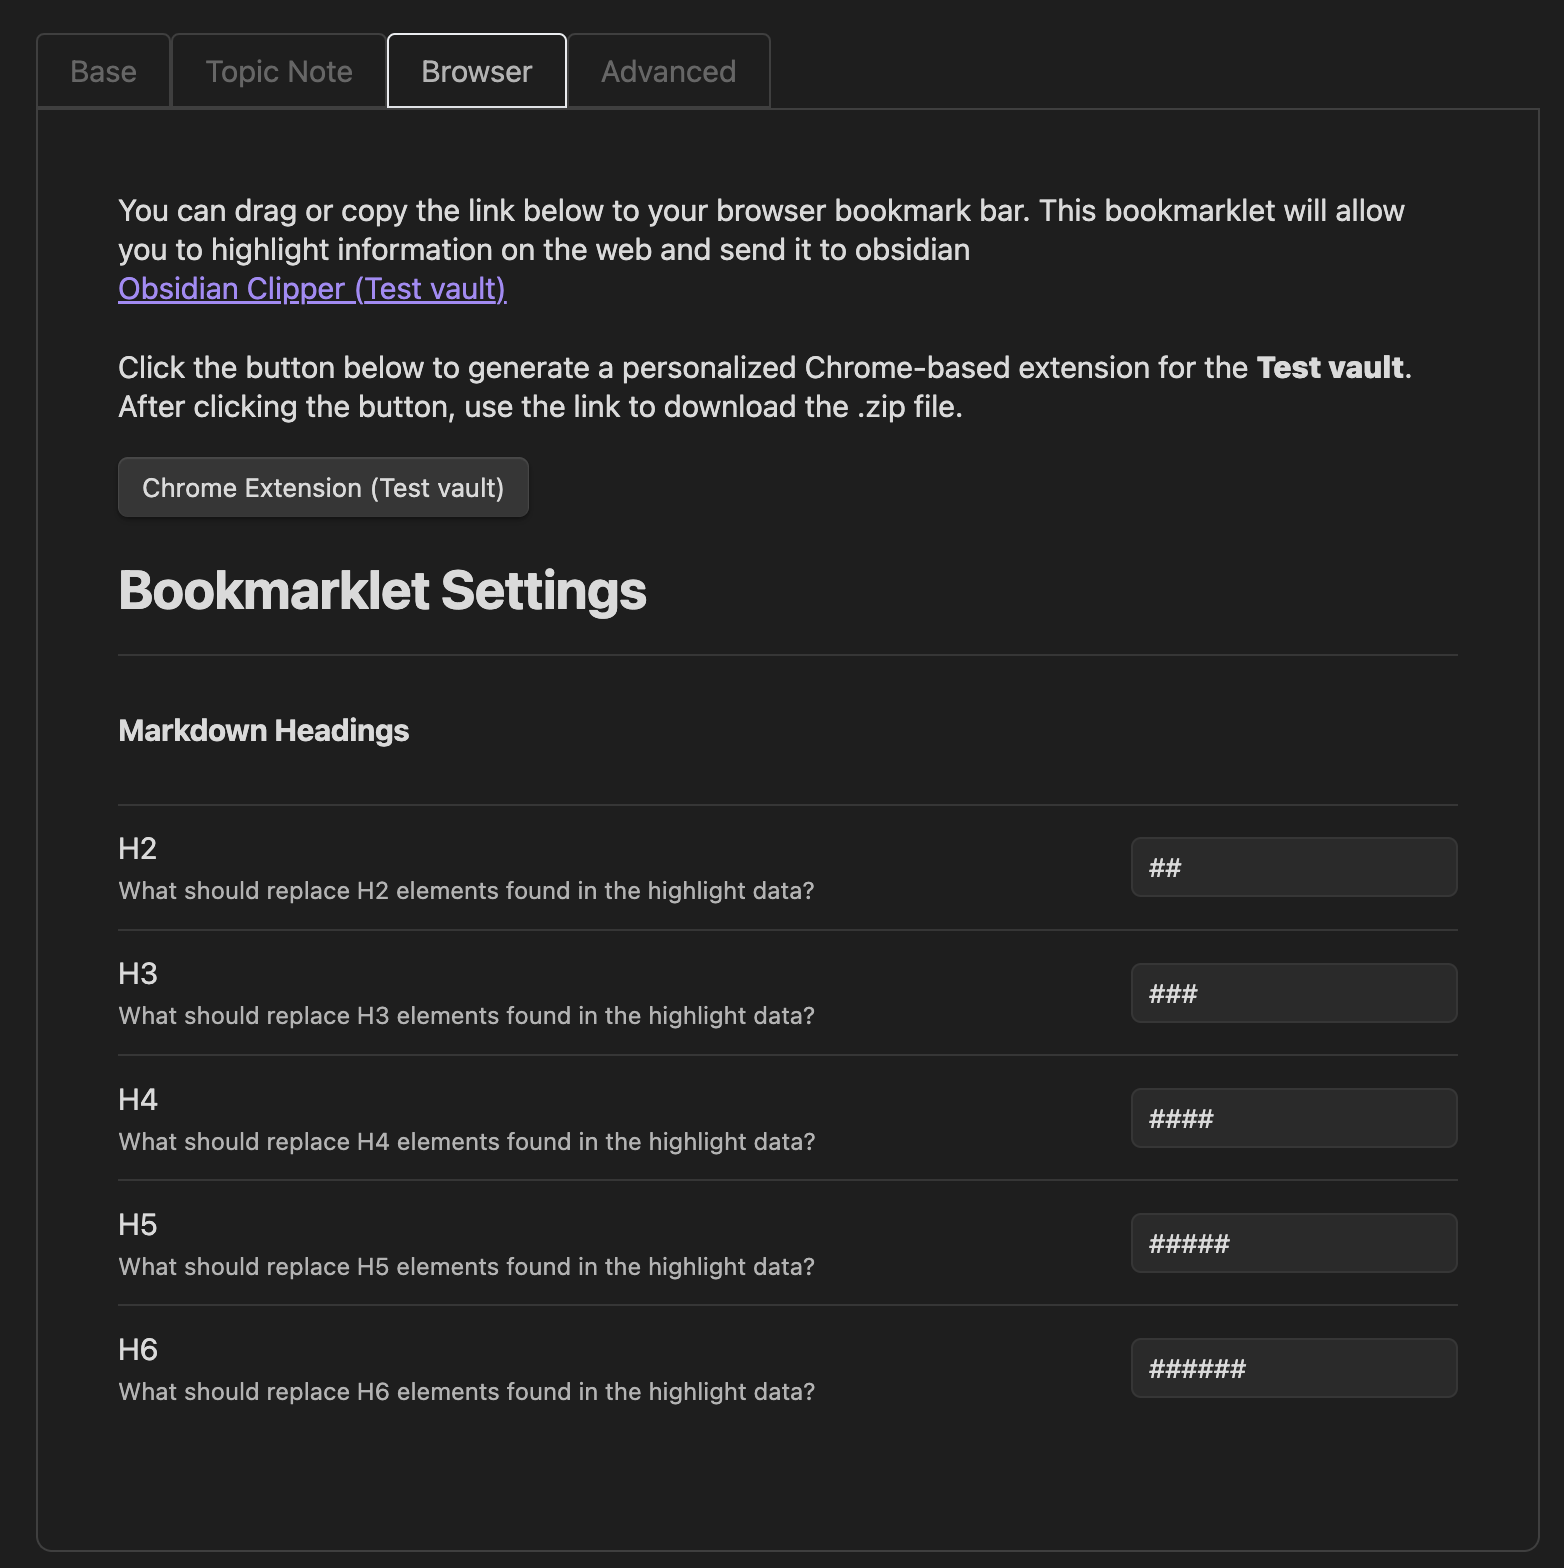 Base
Topic Note
Browser
Advanced
You can drag or copy the link below to your browser bookmark bar. This bookmarklet will allow
you to highlight information on the web and send it to obsidian
Obsidian Clipper (Test vault)
Click the button below to generate a personalized Chrome-based extension for the Test vault.
After clicking the button, use the link to download the .zip file.
Chrome Extension (Test vault)
Bookmarklet Settings
Markdown Headings
H2
What should replace H2 elements found in the highlight data?
##
H3
What should replace H3 elements found in the highlight data?
###
H4
What should replace H4 elements found in the highlight data?
####
H5
What should replace H5 elements found in the highlight data?
#####
H6
What should replace H6 elements found in the highlight data?
######